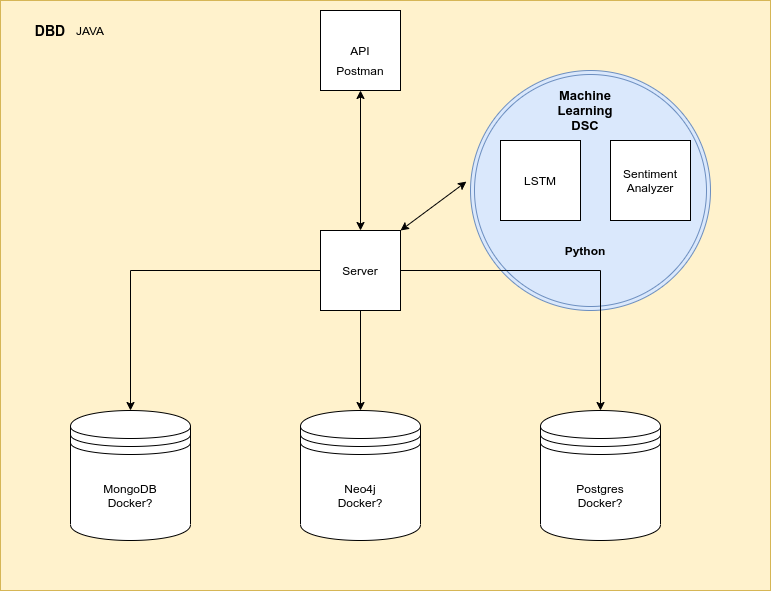 DBD JAVA
API
Postman
Machine
Learning
DSC
LSTM
Sentiment
Analyzer
Python
Server
MongoDB
Docker?
Neo4j
Docker?
Postgres
Docker?